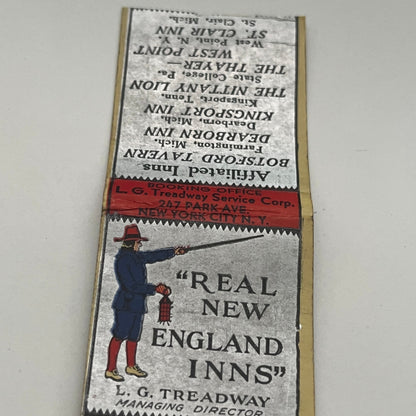 Affiliated Inns
BOTSFORD TAVERN
Farmington, Mich.
DEARBORN INN
Dearborn, Mich.
KINGSPORT INN
Kingsport, Tenn.
THE NITTANY LION
State College, Pa.
THE THAYER—
WEST POINT
West Point, N. Y.
ST. CLAIR INN
St. Clair, Mich.
BOOKING OFFICE
L. G. Treadway Service Corp.
247 PARK AVE.
NEW YORK CITY N. Y.
"REAL
NEW
ENGLAND
INNS"
L. G. TREADWAY
MANAGING DIRECTOR